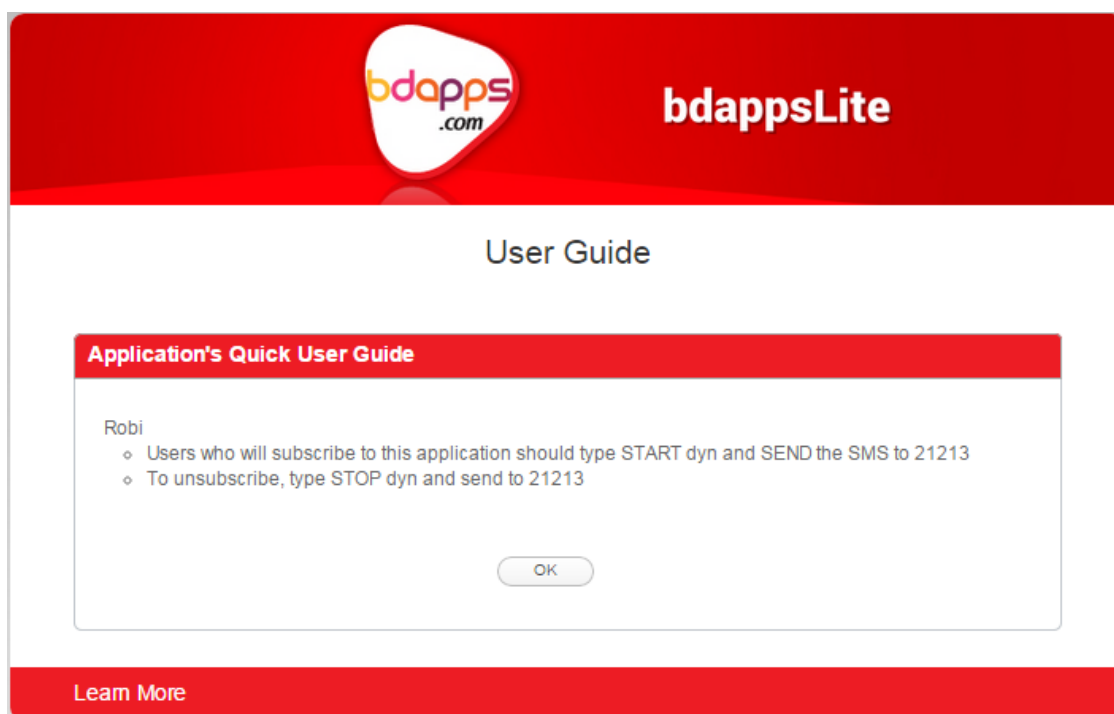 bdapps
.com
bdappsLite
User Guide
Application's Quick User Guide
Robi
Users who will subscribe to this application should type START dyn and SEND the SMS to 21213
To unsubscribe, type STOP dyn and send to 21213
OK
Learn More